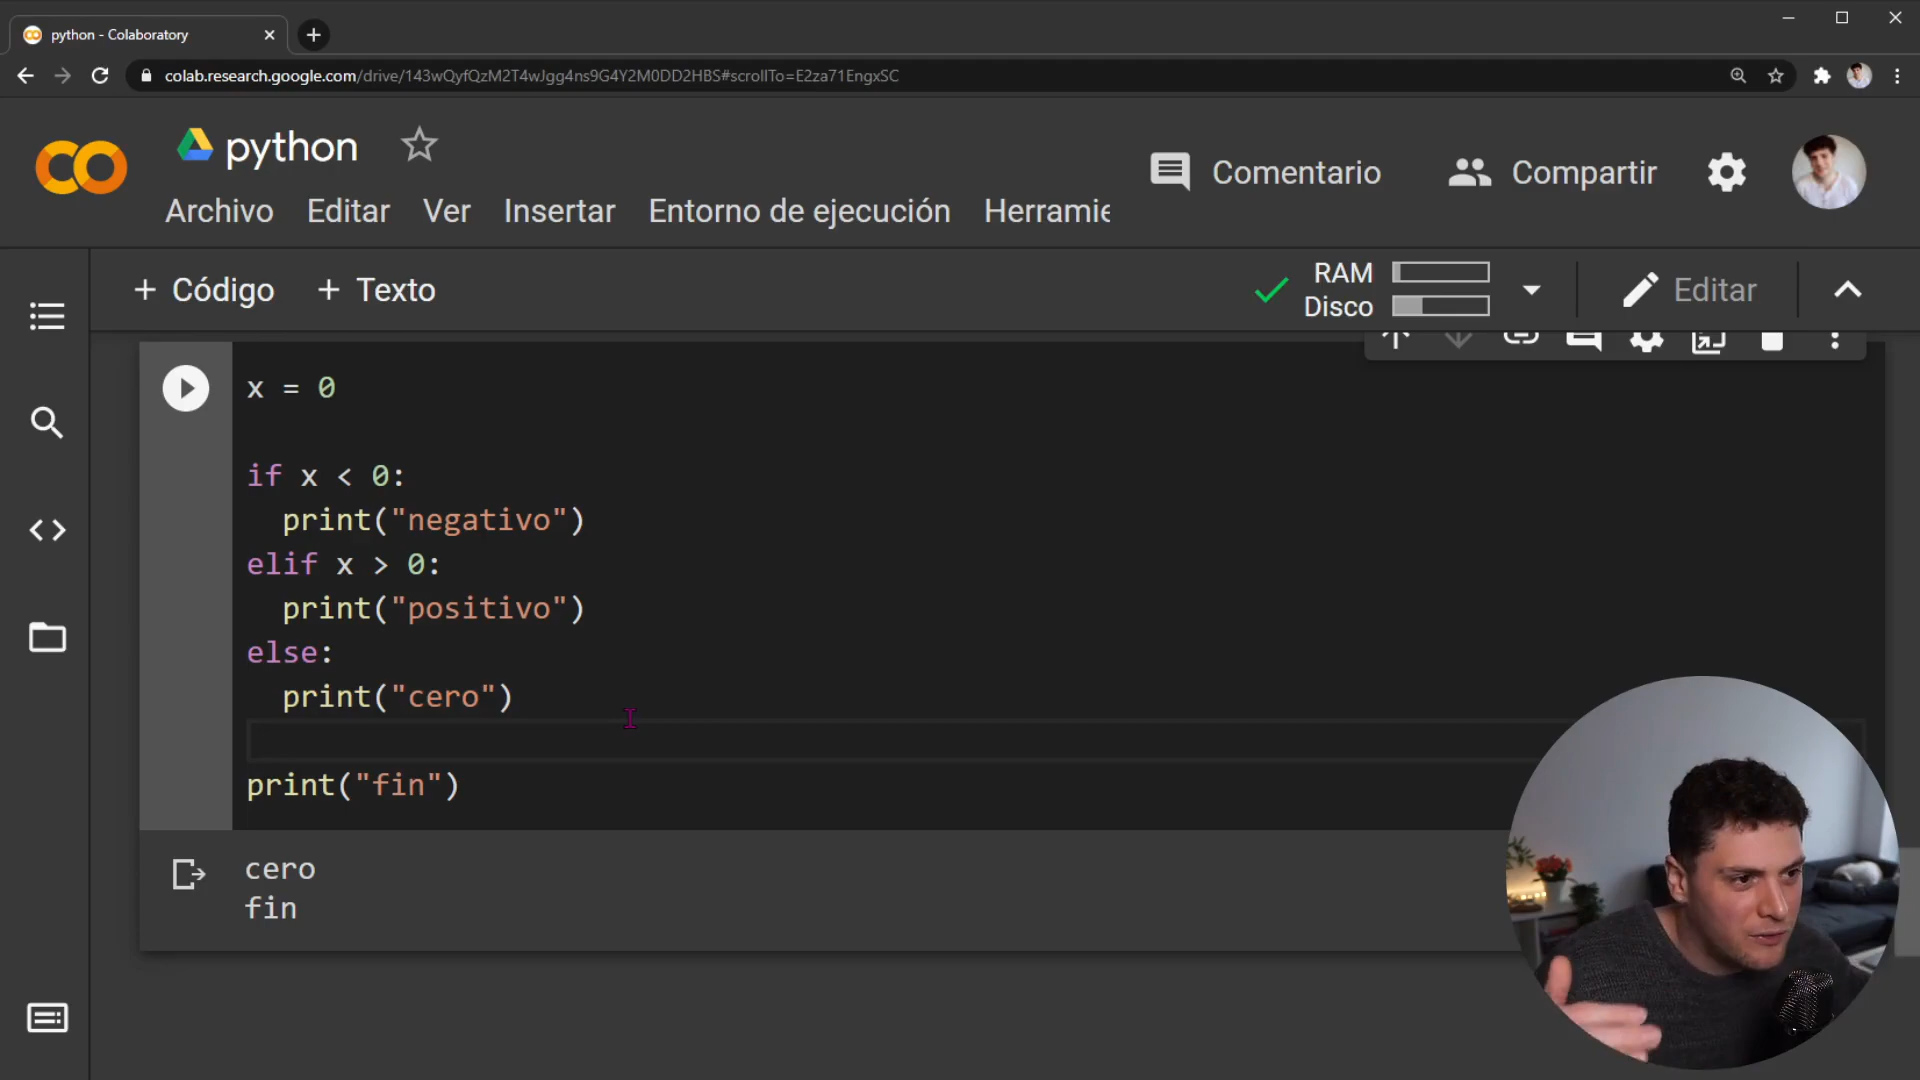 python - Colaboratory
colab.research.google.com/drive/143wQyfQzM2T4wJgg4ns9G4Y2M0DD2HBS#scrollTo=E2za71EngxSC
python
Comentario
Compartir
Archivo Editar Ver Insertar Entorno de ejecución Herramie
+ Código + Texto
RAM
Disco
Editar
x = 0
if x < 0:
  print("negativo")
elif x > 0:
  print("positivo")
else:
  print("cero")
print("fin")
cero
fin